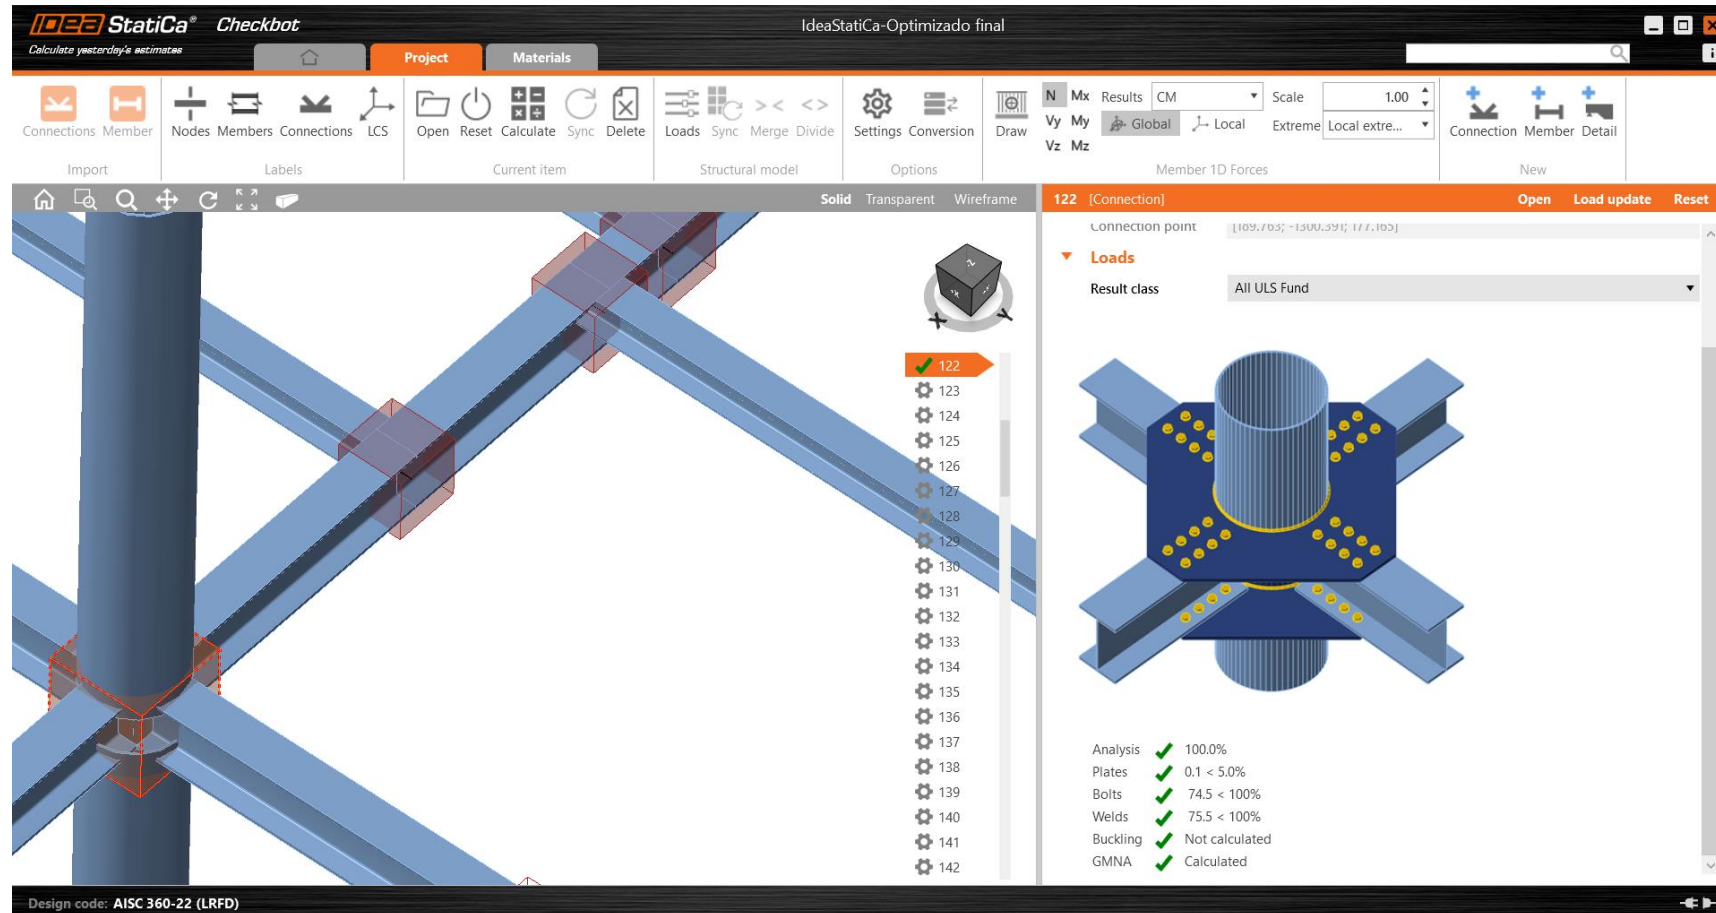 IDEA StatiCa® Checkbot
IdeaStatiCa-Optimizado final
Calculate yesterday's estimates
Project
Materials
Connections Member
Nodes Members Connections LCS
Open Reset Calculate Sync Delete
Loads Sync Merge Divide
Settings Conversion
Draw
N Mx Results CM Scale 1.00
Vy My Global Local Extreme Local extre...
Vz Mz
Connection Member Detail
Import
Labels
Current item
Structural model
Options
Member 1D Forces
New
Solid Transparent Wireframe
122 [Connection] Open Load update Reset
Connection point [189.763; -1300.391; 177.165]
Loads
Result class All ULS Fund
X
Y
122
123
124
125
126
127
128
129
130
131
132
133
134
135
136
137
138
139
140
141
142
Analysis 100.0%
Plates 0.1 < 5.0%
Bolts 74.5 < 100%
Welds 75.5 < 100%
Buckling Not calculated
GMNA Calculated
Design code: AISC 360-22 (LRFD)